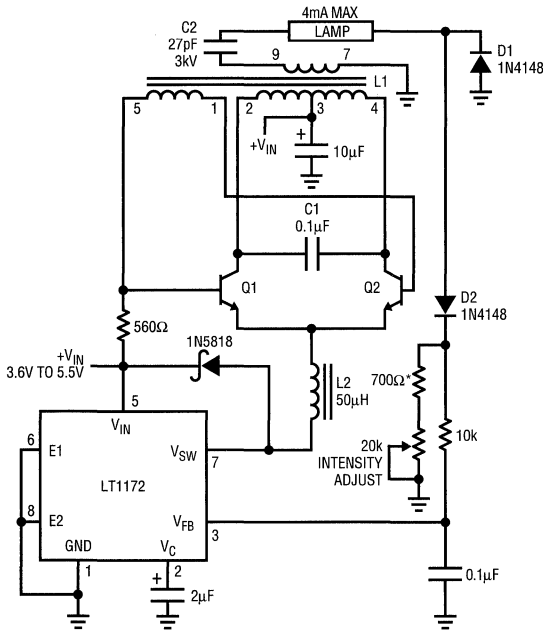 4mA MAX
LAMP
C2
27pF
3kV
9
7
D1
1N4148
L1
5
1
2
3
4
+VIN
+
10µF
C1
0.1µF
Q1
Q2
D2
1N4148
560Ω
1N5818
+VIN
3.6V TO 5.5V
L2
50µH
700Ω*
20k
INTENSITY
ADJUST
10k
5
VIN
6
E1
VSW
7
LT1172
8
E2
VFB
3
GND
VC
1
2
+
2µF
0.1µF